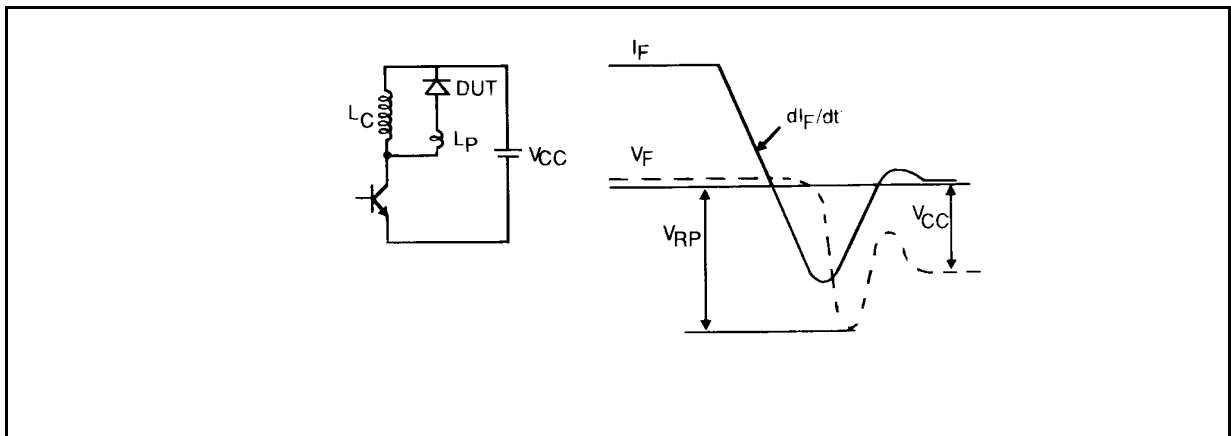 DUT
LC
LP
VCC
IF
dIF/dt
VF
VRP
VCC